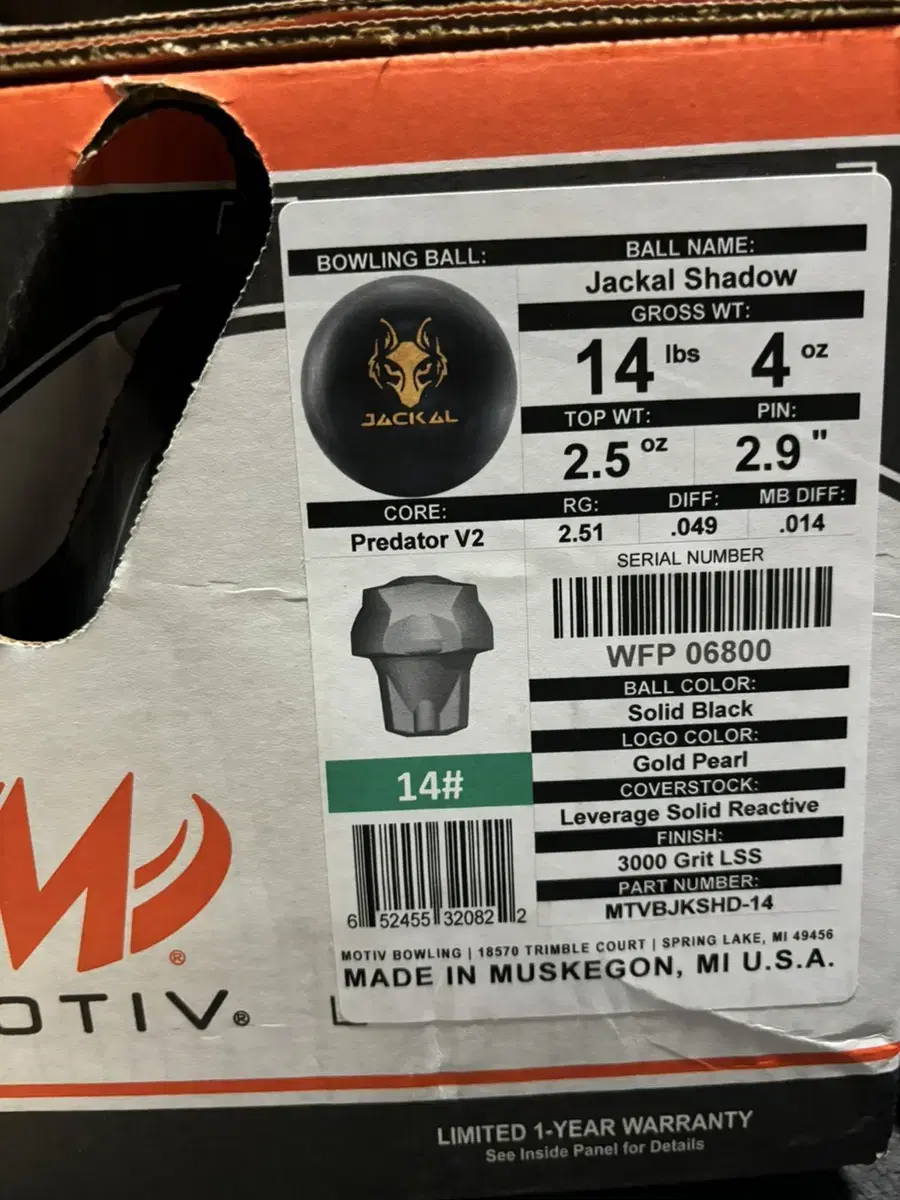 BOWLING BALL:
BALL NAME:
Jackal Shadow
GROSS WT:
14 lbs 4 oz
JACKAL
TOP WT: PIN:
2.5 oz 2.9 "
CORE: RG: DIFF: MB DIFF:
Predator V2 2.51 .049 .014
SERIAL NUMBER
WFP 06800
BALL COLOR:
Solid Black
LOGO COLOR:
Gold Pearl
14#
COVERSTOCK:
Leverage Solid Reactive
FINISH:
3000 Grit LSS
PART NUMBER:
MTVBJKSHD-14
6 52455 32082 2
MOTIV BOWLING | 18570 TRIMBLE COURT | SPRING LAKE, MI 49456
MADE IN MUSKEGON, MI U.S.A.
M®
OTIV®
LIMITED 1-YEAR WARRANTY
See Inside Panel for Details